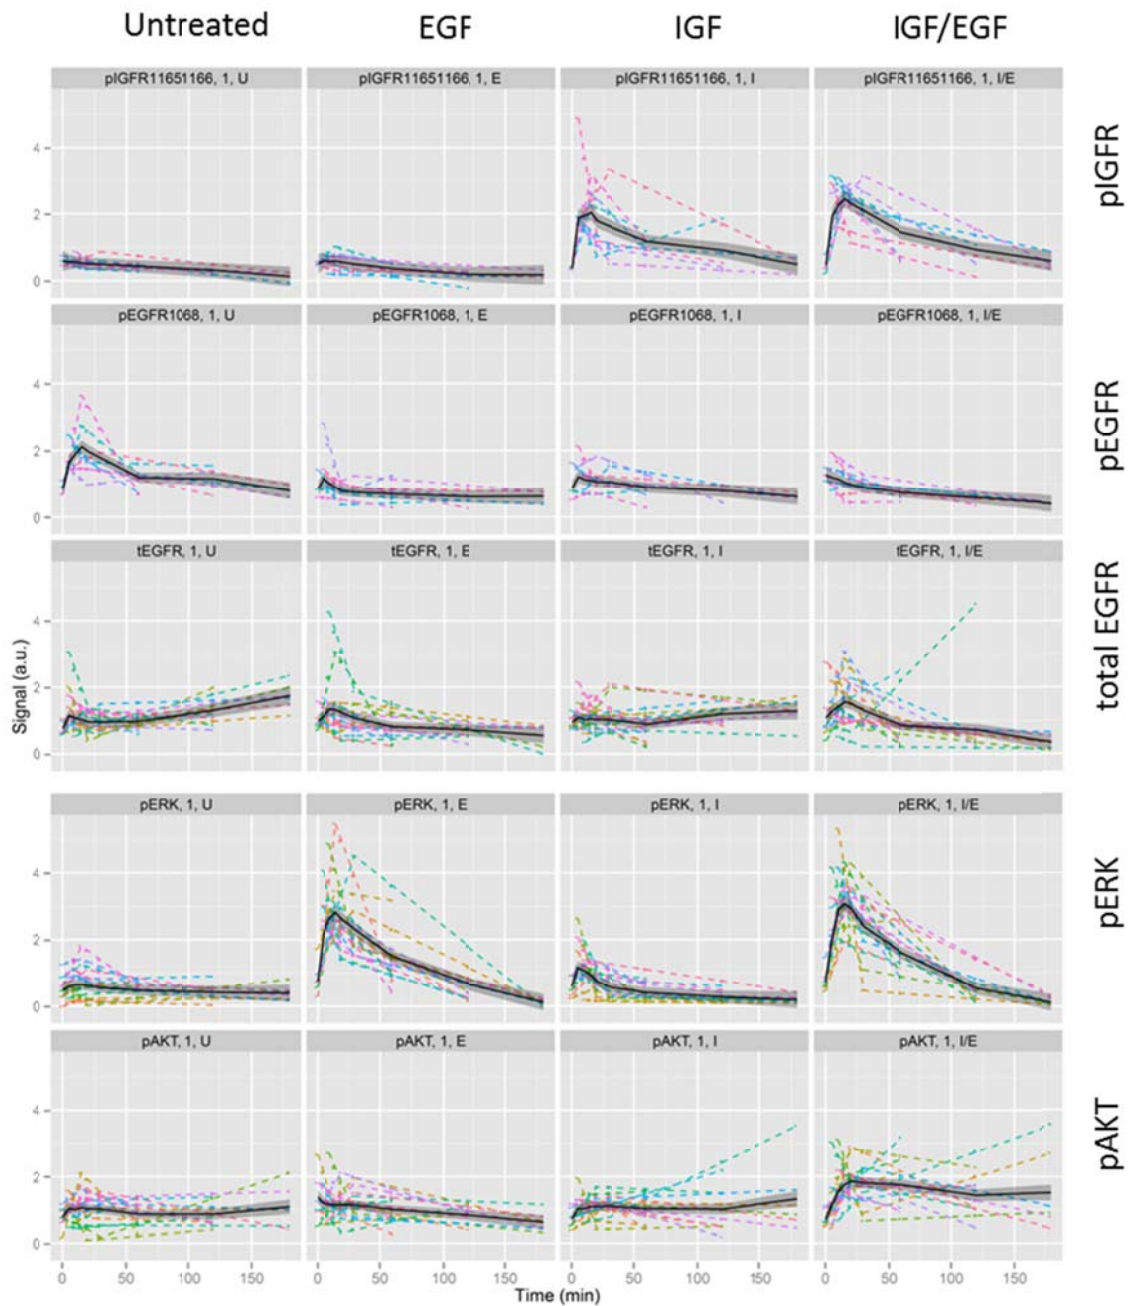 Untreated EGF IGF IGF/EGF
pIGFR11651166, 1, U pIGFR11651166, 1, E pIGFR11651166, 1, I pIGFR11651166, 1, I/E
4
2
0
pIGFR
pEGFR1068, 1, U pEGFR1068, 1, E pEGFR1068, 1, I pEGFR1068, 1, I/E
4
2
0
pEGFR
tEGFR, 1, U tEGFR, 1, E tEGFR, 1, I tEGFR, 1, I/E
4
2
0
total EGFR
Signal (a.u.)
pERK, 1, U pERK, 1, E pERK, 1, I pERK, 1, I/E
4
2
0
pERK
pAKT, 1, U pAKT, 1, E pAKT, 1, I pAKT, 1, I/E
4
2
0
pAKT
0 50 100 150 0 50 100 150 0 50 100 150 0 50 100 150
Time (min)